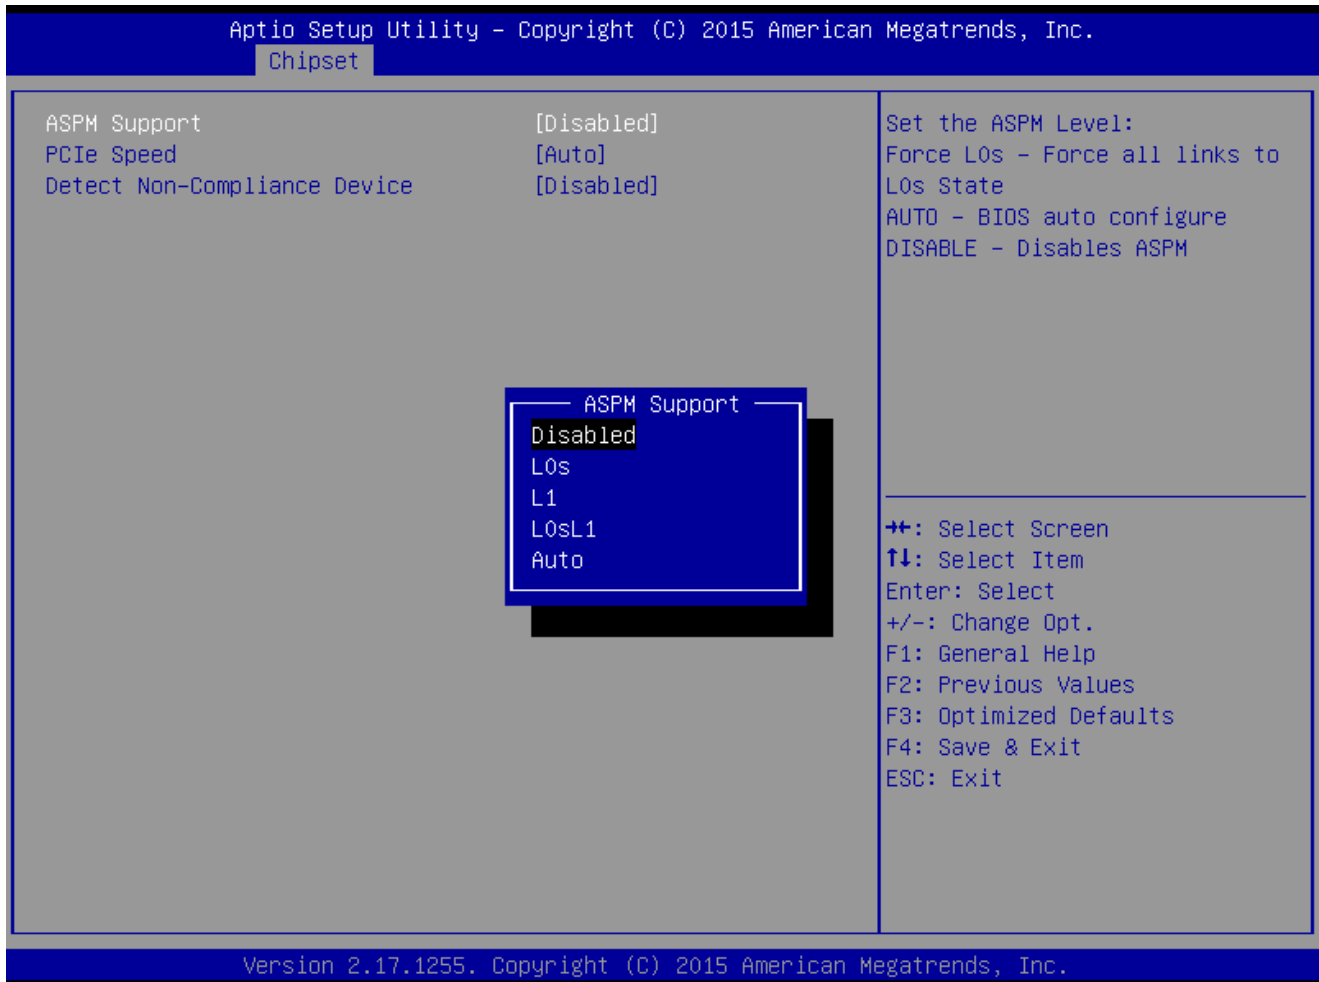 Aptio Setup Utility – Copyright (C) 2015 American Megatrends, Inc.
Chipset
ASPM Support [Disabled]
PCIe Speed [Auto]
Detect Non-Compliance Device [Disabled]
Set the ASPM Level:
Force L0s – Force all links to
L0s State
AUTO – BIOS auto configure
DISABLE – Disables ASPM
ASPM Support
Disabled
L0s
L1
L0sL1
Auto
→←: Select Screen
↑↓: Select Item
Enter: Select
+/-: Change Opt.
F1: General Help
F2: Previous Values
F3: Optimized Defaults
F4: Save & Exit
ESC: Exit
Version 2.17.1255. Copyright (C) 2015 American Megatrends, Inc.